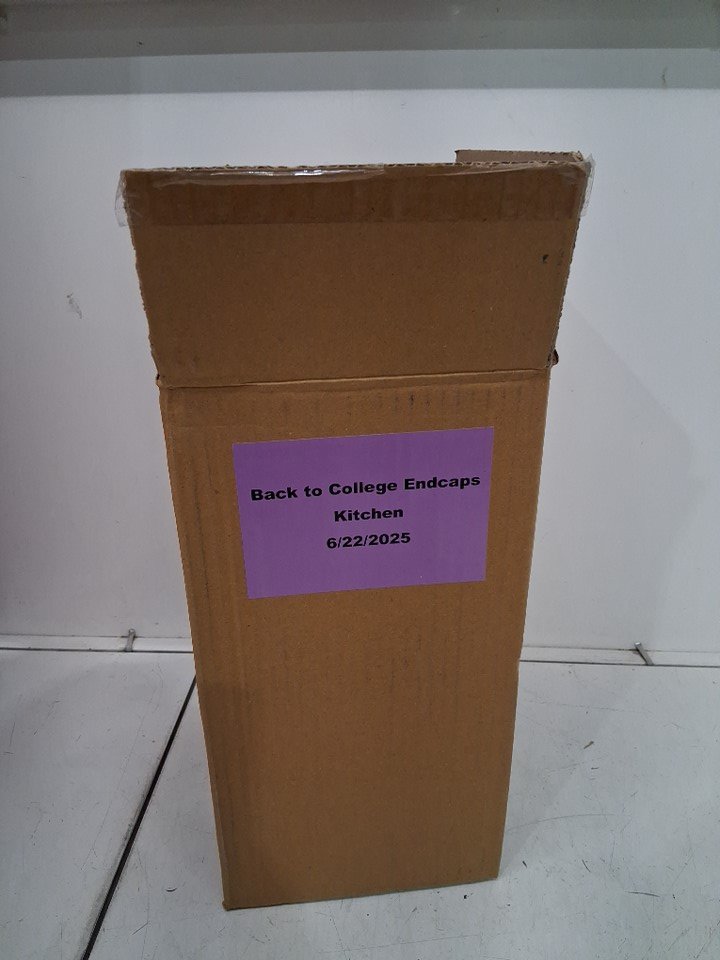 Back to College Endcaps
Kitchen
6/22/2025